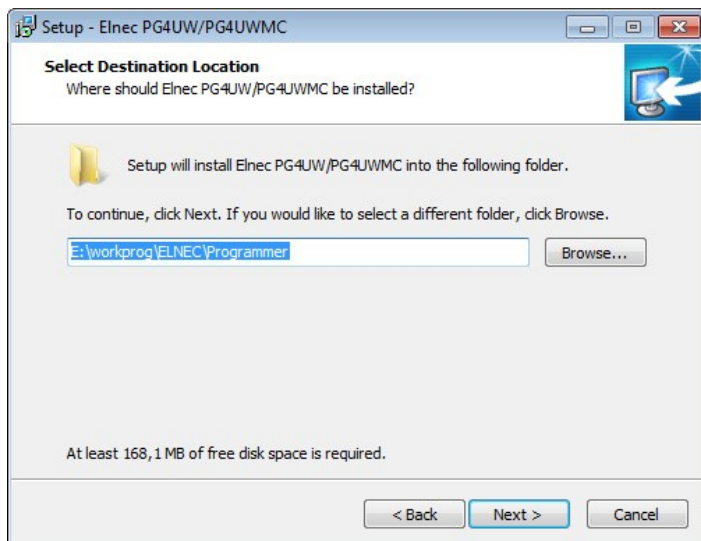 Setup - Elnec PG4UW/PG4UWMC
Select Destination Location
Where should Elnec PG4UW/PG4UWMC be installed?
Setup will install Elnec PG4UW/PG4UWMC into the following folder.
To continue, click Next. If you would like to select a different folder, click Browse.
E:\workprog\ELNEC\Programmer
Browse...
At least 168,1 MB of free disk space is required.
< Back Next > Cancel